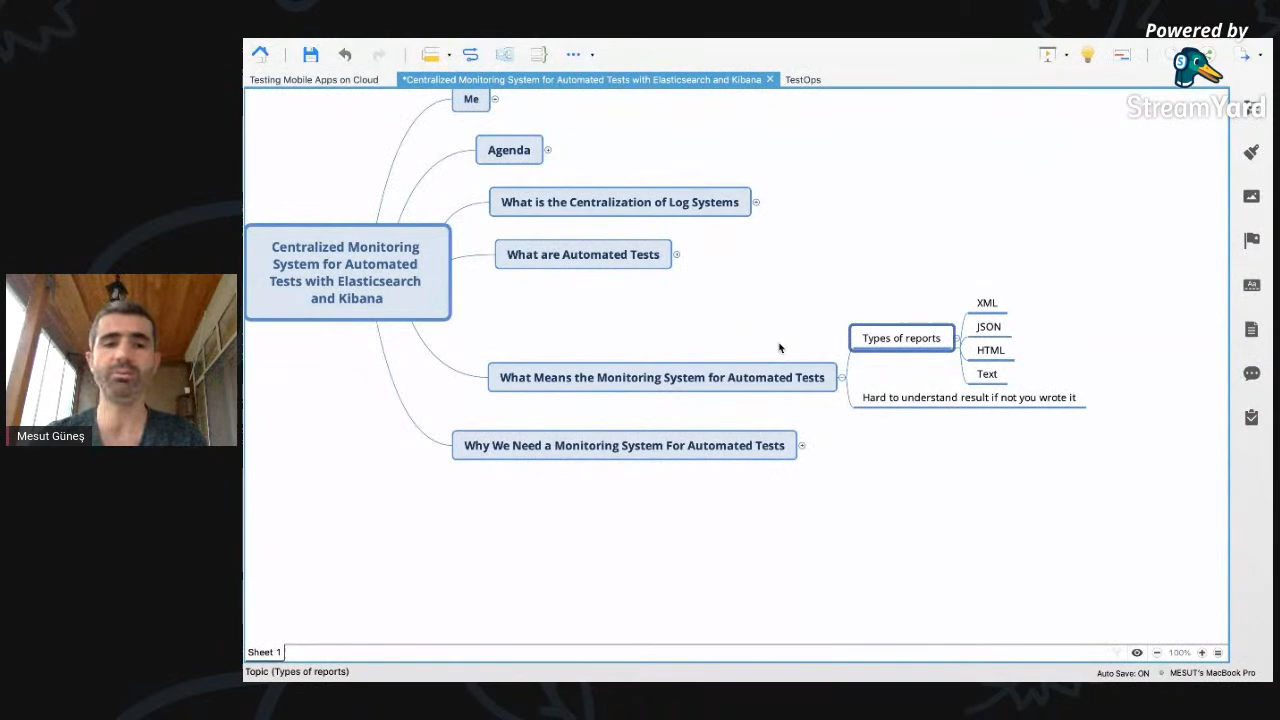 Powered by
StreamYard
Testing Mobile Apps on Cloud
*Centralized Monitoring System for Automated Tests with Elasticsearch and Kibana
TestOps
Me
Agenda
What is the Centralization of Log Systems
Centralized Monitoring
System for Automated
Tests with Elasticsearch
and Kibana
What are Automated Tests
XML
Types of reports
JSON
HTML
Text
What Means the Monitoring System for Automated Tests
Hard to understand result if not you wrote it
Why We Need a Monitoring System For Automated Tests
Mesut Güneş
Sheet 1
100%
Topic (Types of reports)
Auto Save: ON
MESUT's MacBook Pro